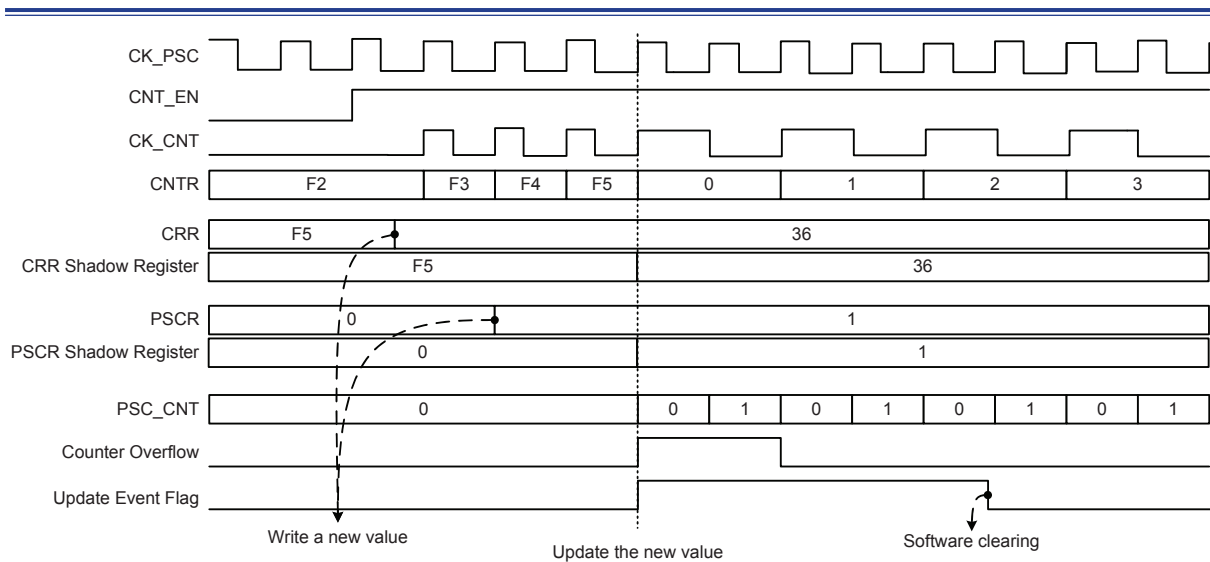 CK_PSC
CNT_EN
CK_CNT
CNTR F2 F3 F4 F5 0 1 2 3
CRR F5 36
CRR Shadow Register F5 36
PSCR 0 1
PSCR Shadow Register 0 1
PSC_CNT 0 0 1 0 1 0 1 0 1
Counter Overflow
Update Event Flag
Write a new value
Update the new value
Software clearing